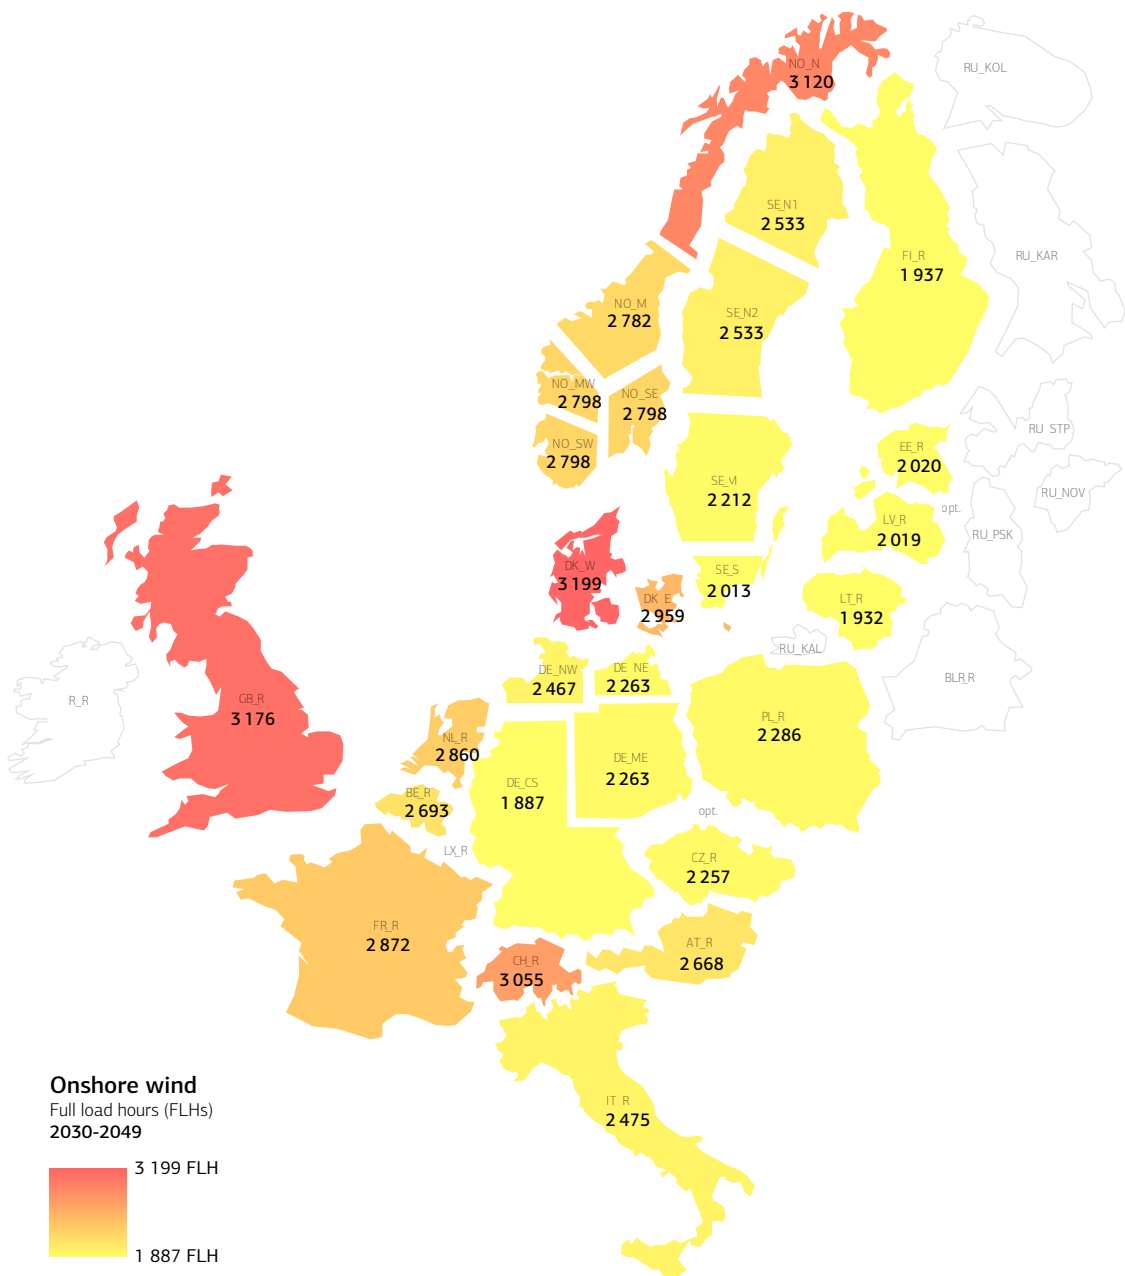 RU_KOL
NO_N
3 120
SE_N1
2 533
FI_R
1 937
RU_KAR
NO_M
2 782
SE_N2
2 533
NO_MW
2 798
NO_SE
2 798
NO_SW
2 798
RU_STP
EE_R
2 020
SE_M
2 212
RU_NOV
opt.
LV_R
2 019
RU_PSK
DK_W
3 199
SE_S
2 013
DK_E
2 959
LT_R
1 932
RU_KAL
BLR_R
DE_NW
2 467
DE_NE
2 263
R_R
GB_R
3 176
PL_R
2 286
NL_R
2 860
DE_ME
2 263
DE_CS
1 887
BE_R
2 693
opt.
LX_R
CZ_R
2 257
FR_R
2 872
AT_R
2 668
CH_R
3 055
IT_R
2 475
Onshore wind
Full load hours (FLHs)
2030-2049
3 199 FLH
1 887 FLH